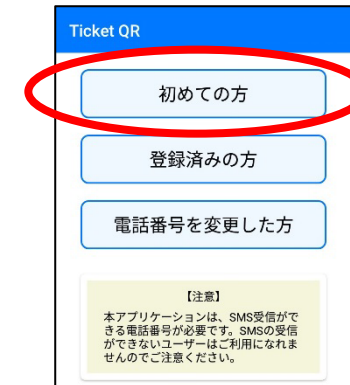 Ticket QR
初めての方
登録済みの方
電話番号を変更した方
【注意】
本アプリケーションは、SMS受信がで
きる電話番号が必要です。SMSの受信
ができないユーザーはご利用になれま
せんのでご注意ください。